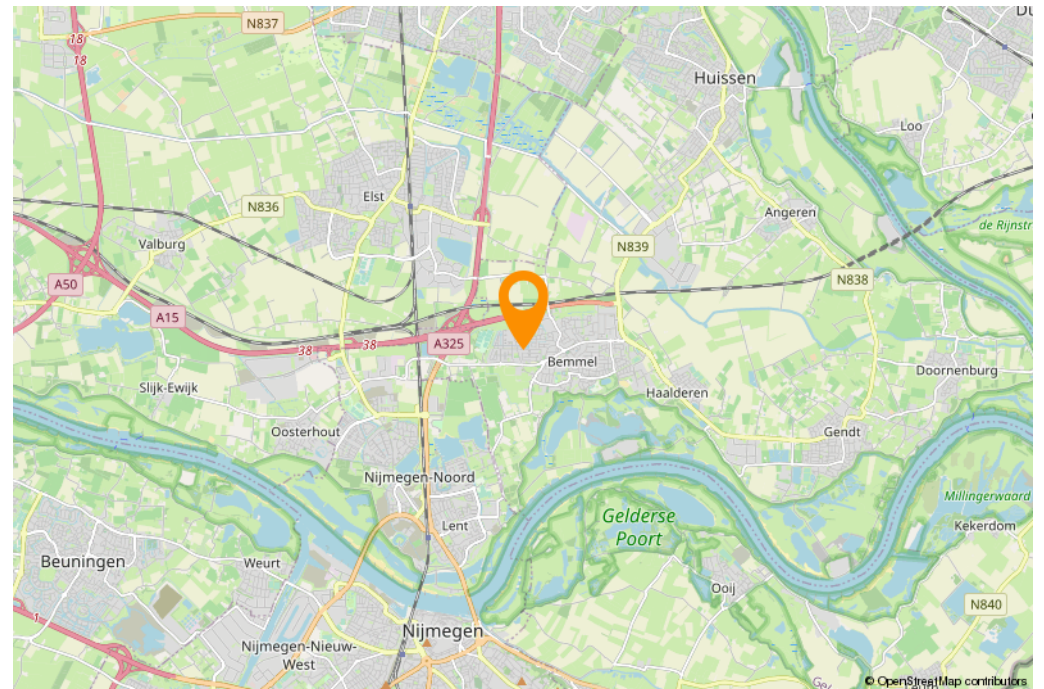 N837
18
18
Huissen
Loo
Elst
N836
Angeren
de Rijnstr
Valburg
N839
N838
A50
A15
38
38
A325
Bemmel
Doornenburg
Slijk-Ewijk
Haalderen
Oosterhout
Gendt
Nijmegen-Noord
Millingerwaard
Lent
Gelderse
Poort
Kekerdom
Beuningen
Weurt
Ooij
N840
1
Nijmegen
Nijmegen-Nieuw-
West
© OpenStreetMap contributors